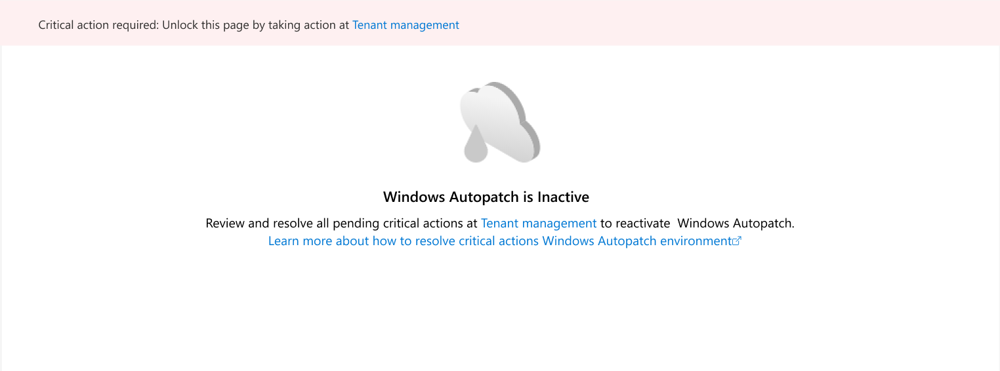 Critical action required: Unlock this page by taking action at Tenant management
Windows Autopatch is Inactive
Review and resolve all pending critical actions at Tenant management to reactivate  Windows Autopatch.
Learn more about how to resolve critical actions Windows Autopatch environment